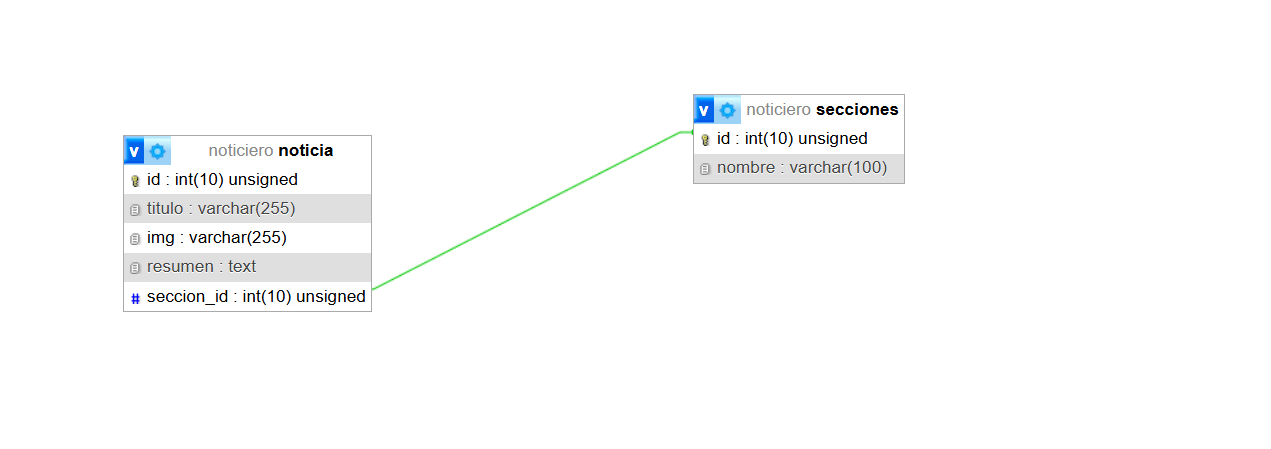 v noticiero noticia
id : int(10) unsigned
titulo : varchar(255)
img : varchar(255)
resumen : text
# seccion_id : int(10) unsigned
v noticiero secciones
id : int(10) unsigned
nombre : varchar(100)